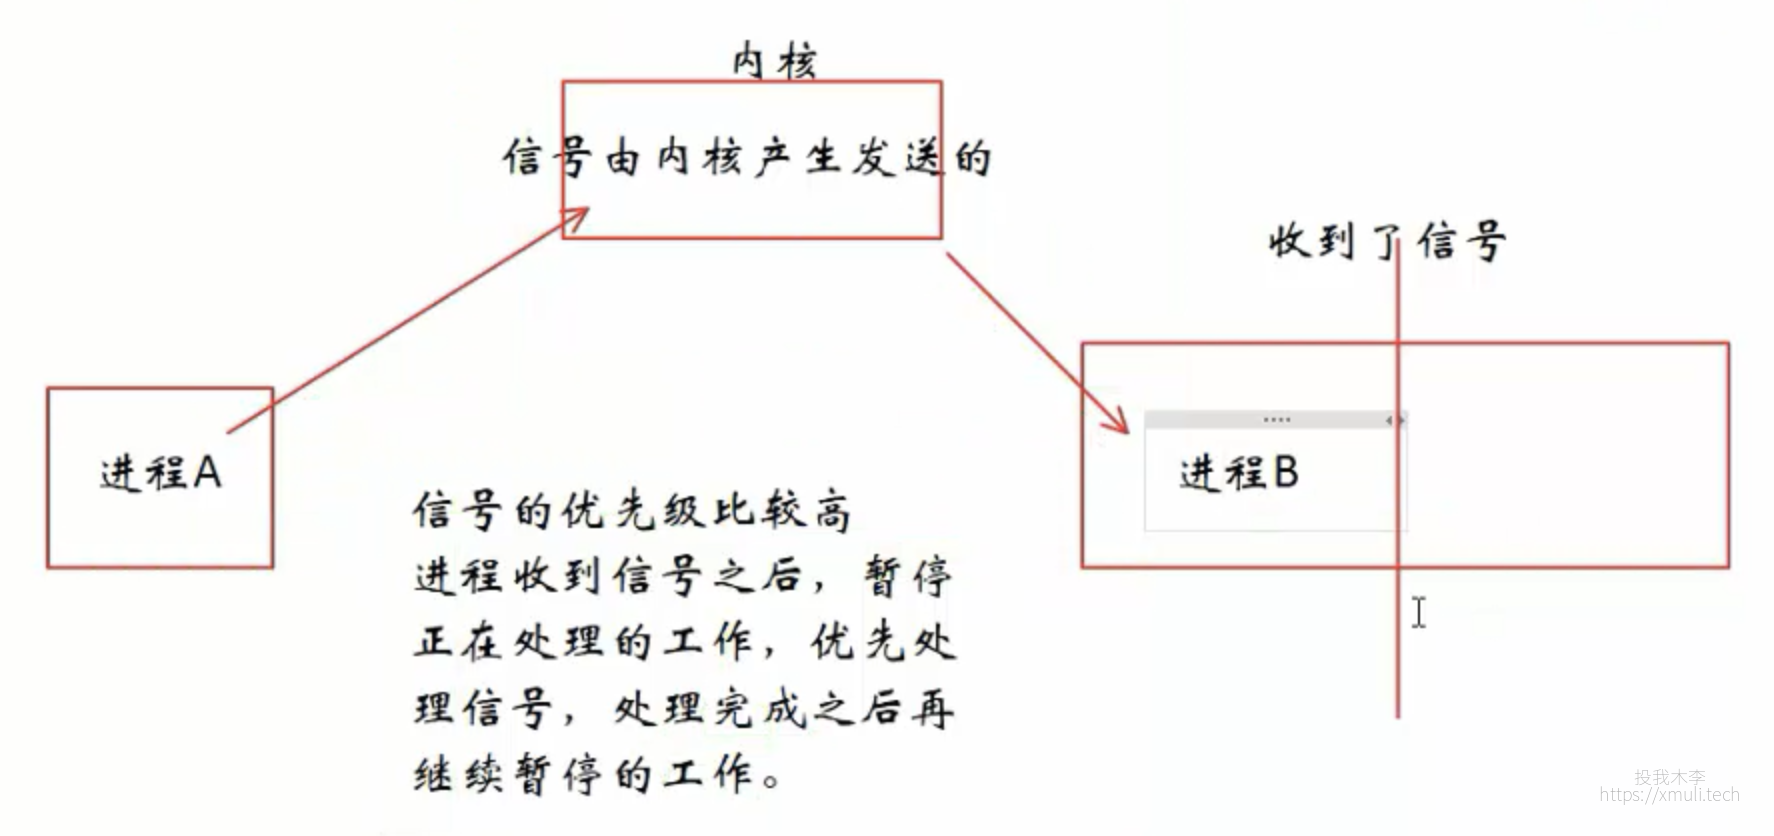 内核
信号由内核产生发送的
收到了信号
进程A
进程B
信号的优先级比较高
进程收到信号之后，暂停
正在处理的工作，优先处
理信号，处理完成之后再
继续暂停的工作。
投我木李
https://xmuli.tech